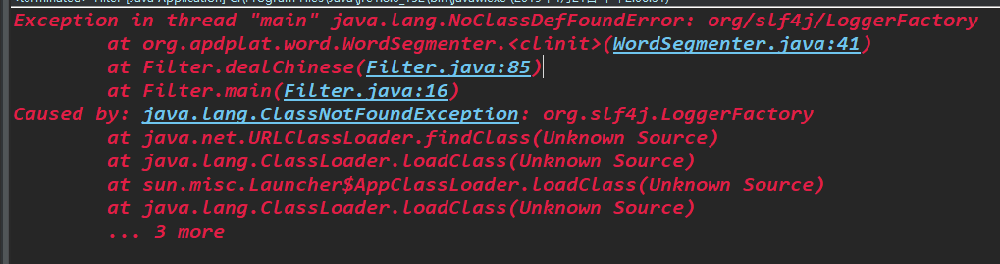 Exception in thread "main" java.lang.NoClassDefFoundError: org/slf4j/LoggerFactory
at org.apdplat.word.WordSegmenter.<clinit>(WordSegmenter.java:41)
at Filter.dealChinese(Filter.java:85)
at Filter.main(Filter.java:16)
Caused by: java.lang.ClassNotFoundException: org.slf4j.LoggerFactory
at java.net.URLClassLoader.findClass(Unknown Source)
at java.lang.ClassLoader.loadClass(Unknown Source)
at sun.misc.Launcher$AppClassLoader.loadClass(Unknown Source)
at java.lang.ClassLoader.loadClass(Unknown Source)
... 3 more